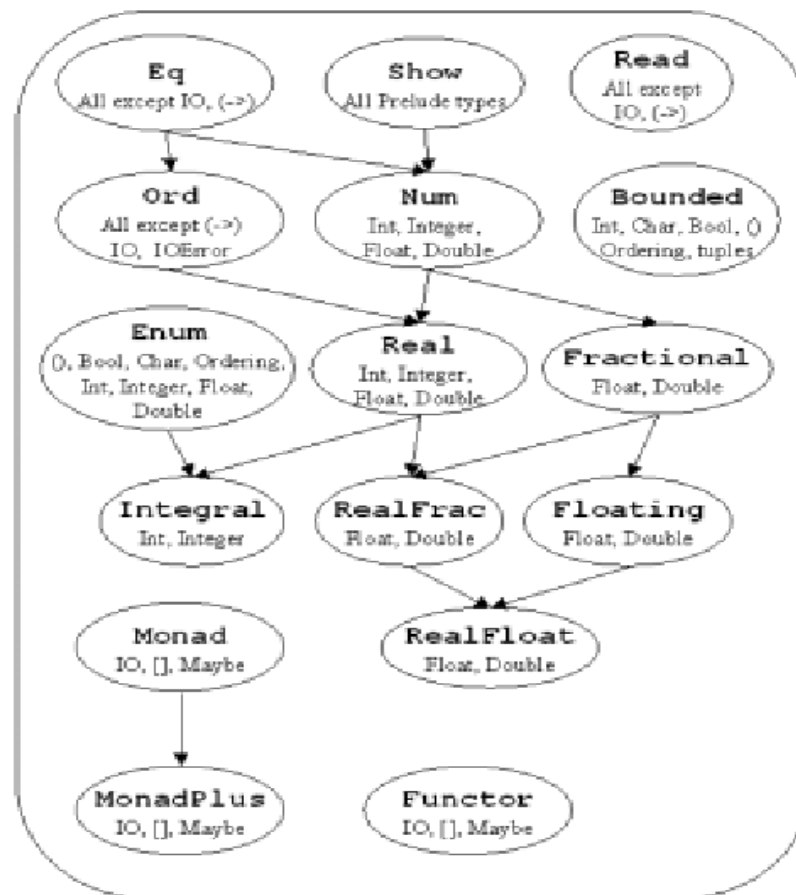 Eq
All except IO, (->)
Show
All Prelude types
Read
All except
IO, (->)
Ord
All except (->)
IO, IOError
Num
Int, Integer,
Float, Double
Bounded
Int, Char, Bool, ()
Ordering, tuples
Enum
(), Bool, Char, Ordering,
Int, Integer, Float,
Double
Real
Int, Integer,
Float, Double
Fractional
Float, Double
Integral
Int, Integer
RealFrac
Float, Double
Floating
Float, Double
Monad
IO, [], Maybe
RealFloat
Float, Double
MonadPlus
IO, [], Maybe
Functor
IO, [], Maybe